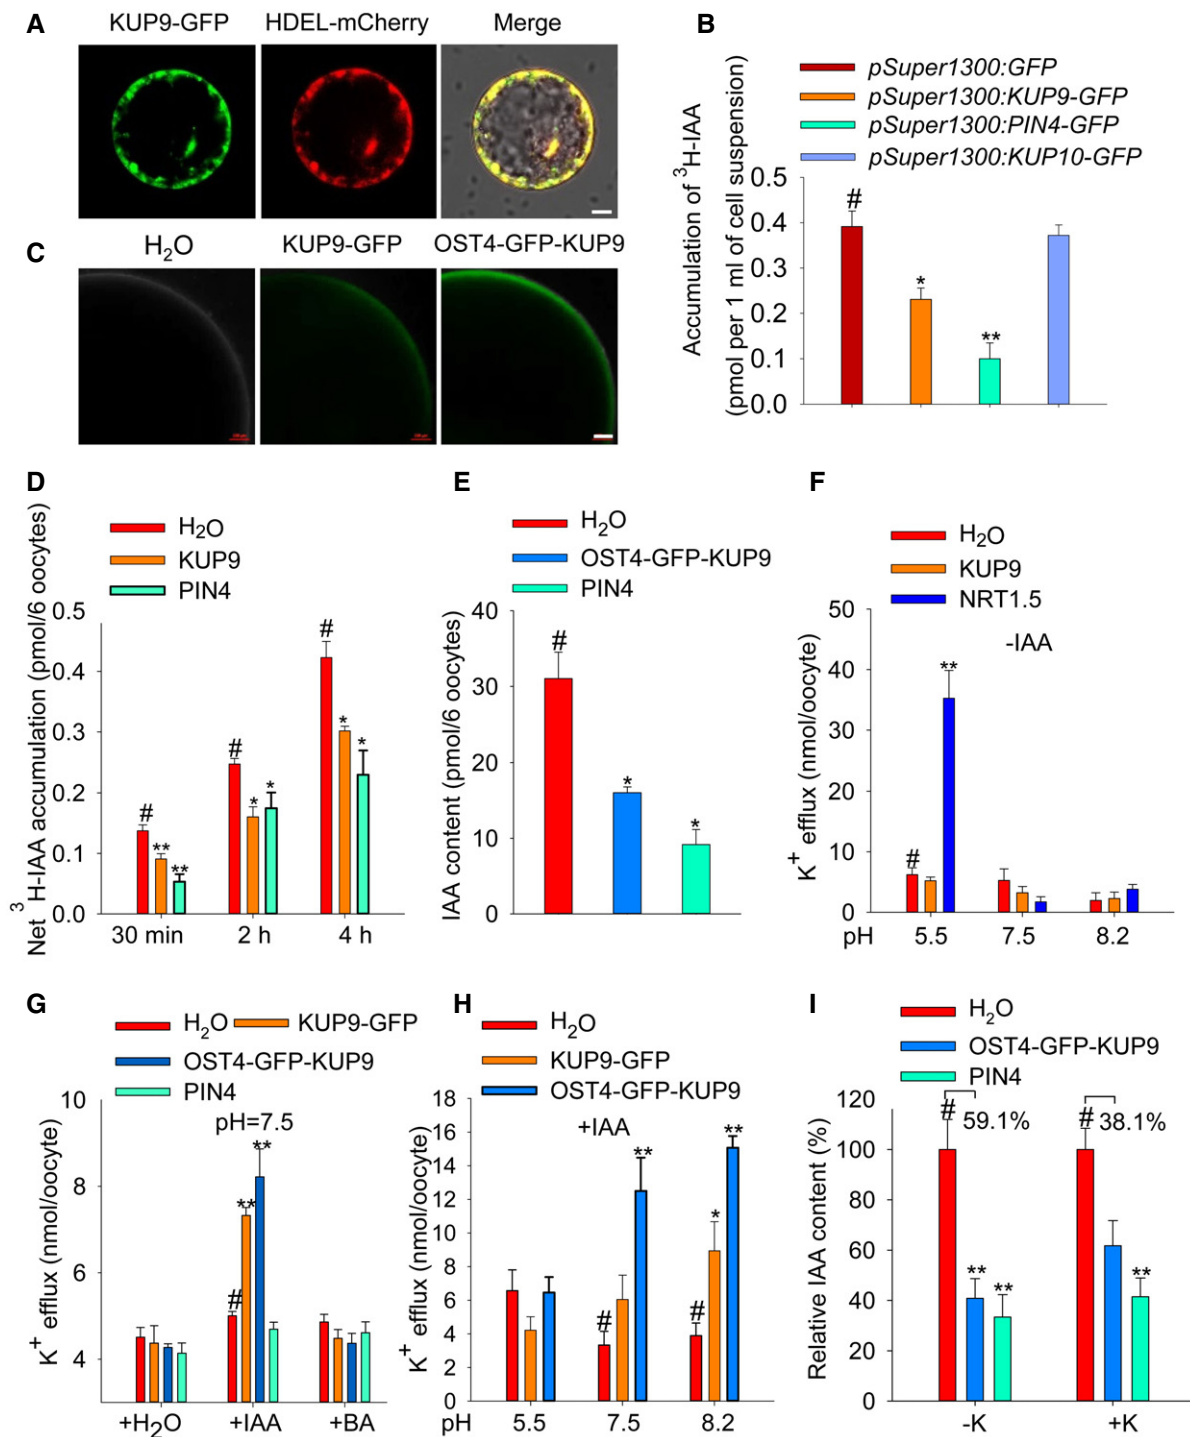 A
KUP9-GFP
HDEL-mCherry
Merge
B
pSuper1300:GFP
pSuper1300:KUP9-GFP
pSuper1300:PIN4-GFP
pSuper1300:KUP10-GFP
Accumulation of ³H-IAA
(pmol per 1 ml of cell suspension)
0.5
0.4
0.3
0.2
0.1
0.0
#
*
**
C
H₂O
KUP9-GFP
OST4-GFP-KUP9
D
H₂O
KUP9
PIN4
Net ³H-IAA accumulation (pmol/6 oocytes)
0.5
0.4
0.3
0.2
0.1
0.0
#
**
**
#
*
*
#
*
*
30 min
2 h
4 h
E
H₂O
OST4-GFP-KUP9
PIN4
IAA content (pmol/6 oocytes)
40
30
20
10
0
#
*
*
F
H₂O
KUP9
NRT1.5
-IAA
K⁺ efflux (nmol/oocyte)
50
40
30
20
10
0
#
**
pH 5.5 7.5 8.2
G
H₂O
KUP9-GFP
OST4-GFP-KUP9
PIN4
pH=7.5
K⁺ efflux (nmol/oocyte)
10
8
6
4
#
**
**
+H₂O +IAA +BA
H
H₂O
KUP9-GFP
OST4-GFP-KUP9
+IAA
K⁺ efflux (nmol/oocyte)
18
16
14
12
10
8
6
4
2
0
#
**
#
*
**
pH 5.5 7.5 8.2
I
H₂O
OST4-GFP-KUP9
PIN4
Relative IAA content (%)
120
100
80
60
40
20
0
#
59.1%
**
**
#
38.1%
**
-K +K